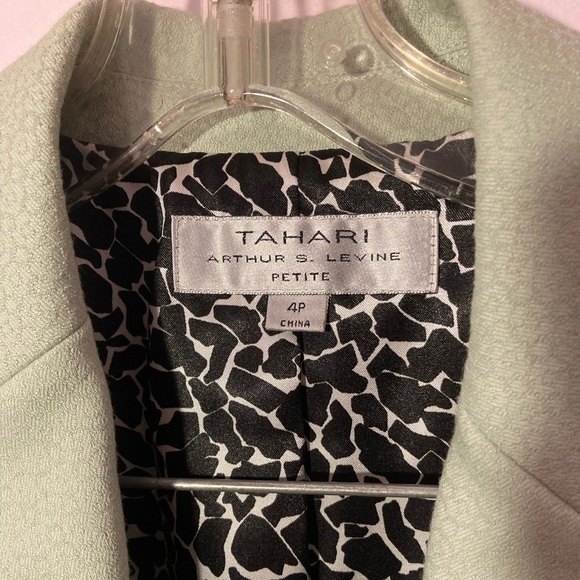 TAHARI
ARTHUR S. LEVINE
PETITE
4P
CHINA